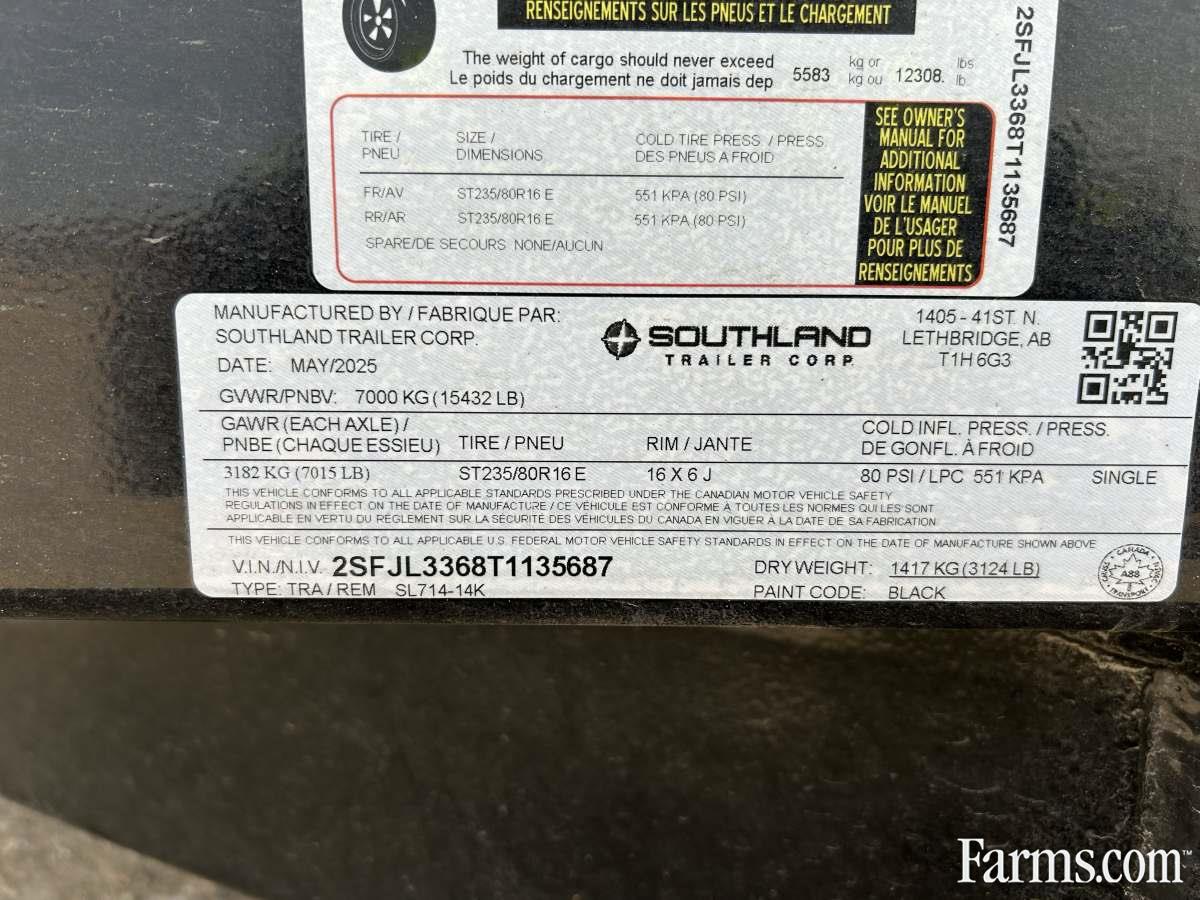 RENSEIGNEMENTS SUR LES PNEUS ET LE CHARGEMENT
The weight of cargo should never exceed 5583 kg or 12308. lbs
Le poids du chargement ne doit jamais dep kg ou lb
TIRE / SIZE / COLD TIRE PRESS. / PRESS.
PNEU DIMENSIONS DES PNEUS A FROID
FR/AV ST235/80R16 E 551 KPA (80 PSI)
RR/AR ST235/80R16 E 551 KPA (80 PSI)
SPARE/DE SECOURS NONE/AUCUN
SEE OWNER'S
MANUAL FOR
ADDITIONAL
INFORMATION
VOIR LE MANUEL
DE L'USAGER
POUR PLUS DE
RENSEIGNEMENTS
2SFJL3368T1135687
MANUFACTURED BY / FABRIQUE PAR:
SOUTHLAND TRAILER CORP.
DATE: MAY/2025
GVWR/PNBV: 7000 KG (15432 LB)
SOUTHLAND
TRAILER CORP
1405 - 41ST. N.
LETHBRIDGE, AB
T1H 6G3
GAWR (EACH AXLE) / COLD INFL. PRESS. / PRESS.
PNBE (CHAQUE ESSIEU) TIRE / PNEU RIM / JANTE DE GONFL. À FROID
3182 KG (7015 LB) ST235/80R16 E 16 X 6 J 80 PSI / LPC 551 KPA SINGLE
THIS VEHICLE CONFORMS TO ALL APPLICABLE STANDARDS PRESCRIBED UNDER THE CANADIAN MOTOR VEHICLE SAFETY
REGULATIONS IN EFFECT ON THE DATE OF MANUFACTURE / CE VÉHICULE EST CONFORME À TOUTES LES NORMES QUI LES SONT
APPLICABLE EN VERTU DU RÉGLEMENT SUR LA SÉCURITÉ DES VÉHICULES DU CANADA EN VIGUER À LA DATE DE SA FABRICATION
THIS VEHICLE CONFORMS TO ALL APPLICABLE U.S. FEDERAL MOTOR VEHICLE SAFETY STANDARDS IN EFFECT ON THE DATE OF MANUFACTURE SHOWN ABOVE
V.I.N./N.I.V. 2SFJL3368T1135687 DRY WEIGHT: 1417 KG (3124 LB)
TYPE: TRA / REM SL714-14K PAINT CODE: BLACK
CANADA
A88
TRANSPORT
Farms.com™